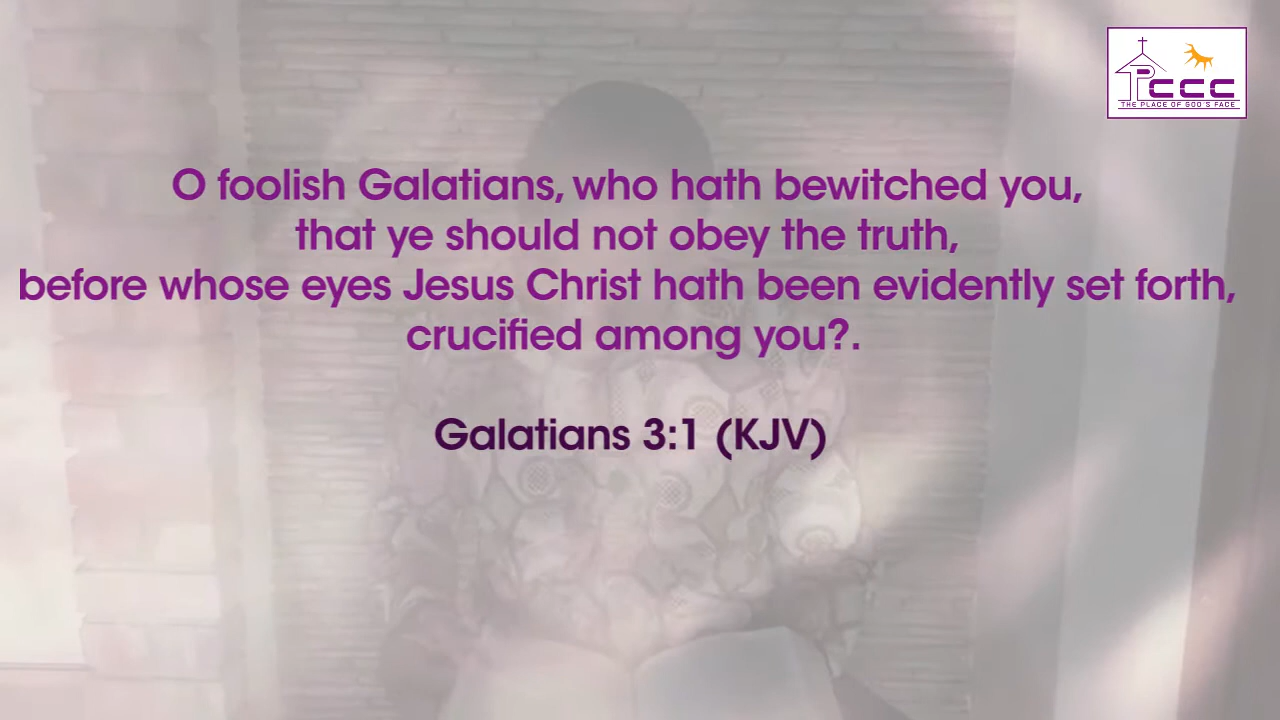 PCCC
THE PLACE OF GOD'S FACE
O foolish Galatians, who hath bewitched you,
that ye should not obey the truth,
before whose eyes Jesus Christ hath been evidently set forth,
crucified among you?.
Galatians 3:1 (KJV)